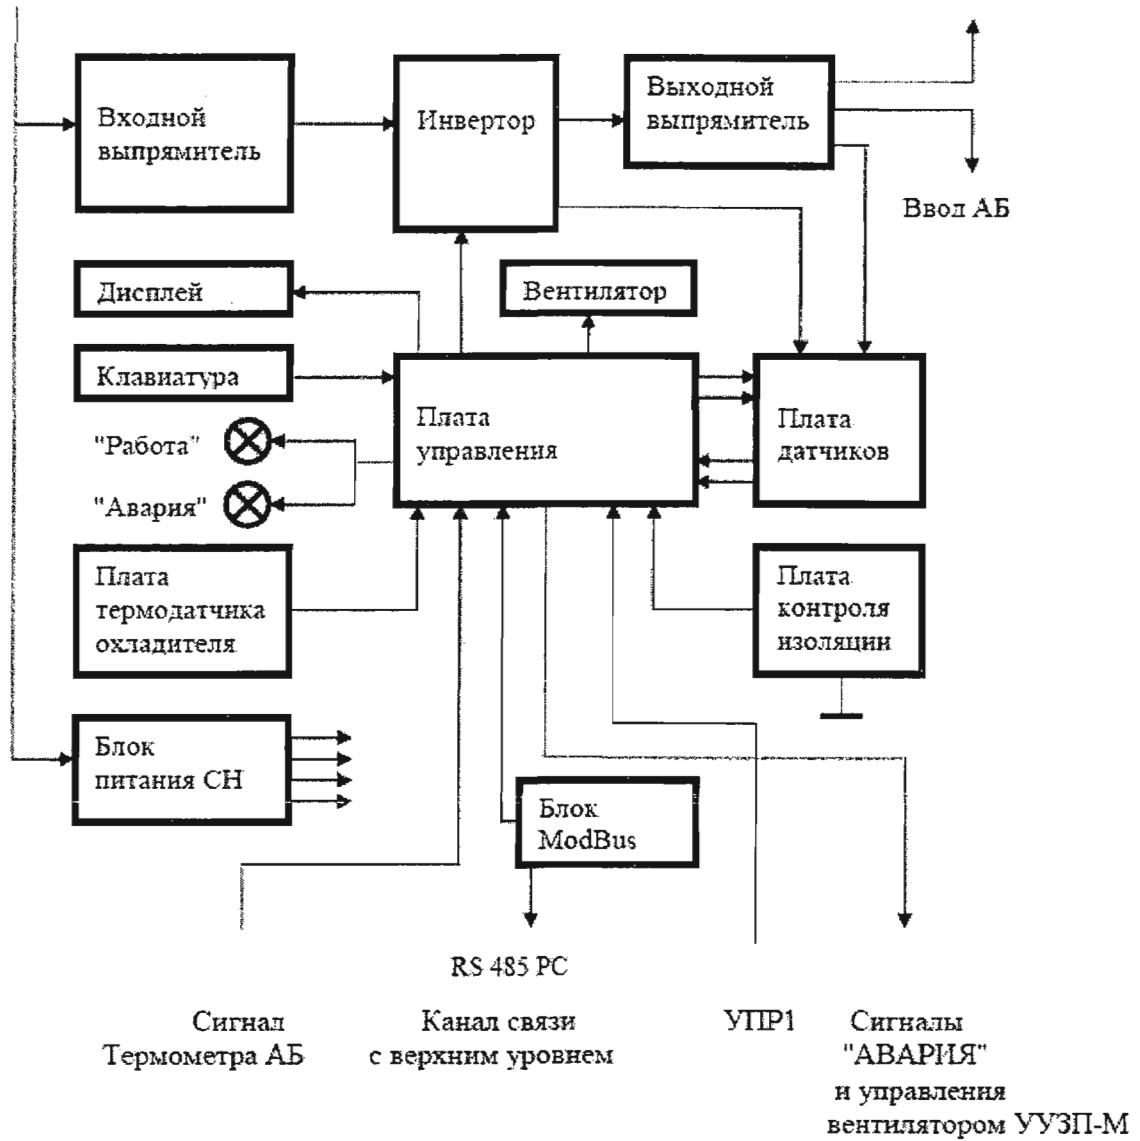 Входной
выпрямитель
Инвертор
Выходной
выпрямитель
Ввод АБ
Дисплей
Вентилятор
Клавиатура
"Работа"
"Авария"
Плата
управления
Плата
датчиков
Плата
термодатчика
охладителя
Плата
контроля
изоляции
Блок
питания СН
Блок
ModBus
RS 485 PC
Сигнал
Термометра АБ
Канал связи
с верхним уровнем
УПР1
Сигналы
"АВАРИЯ"
и управления
вентилятором УУЗП-М